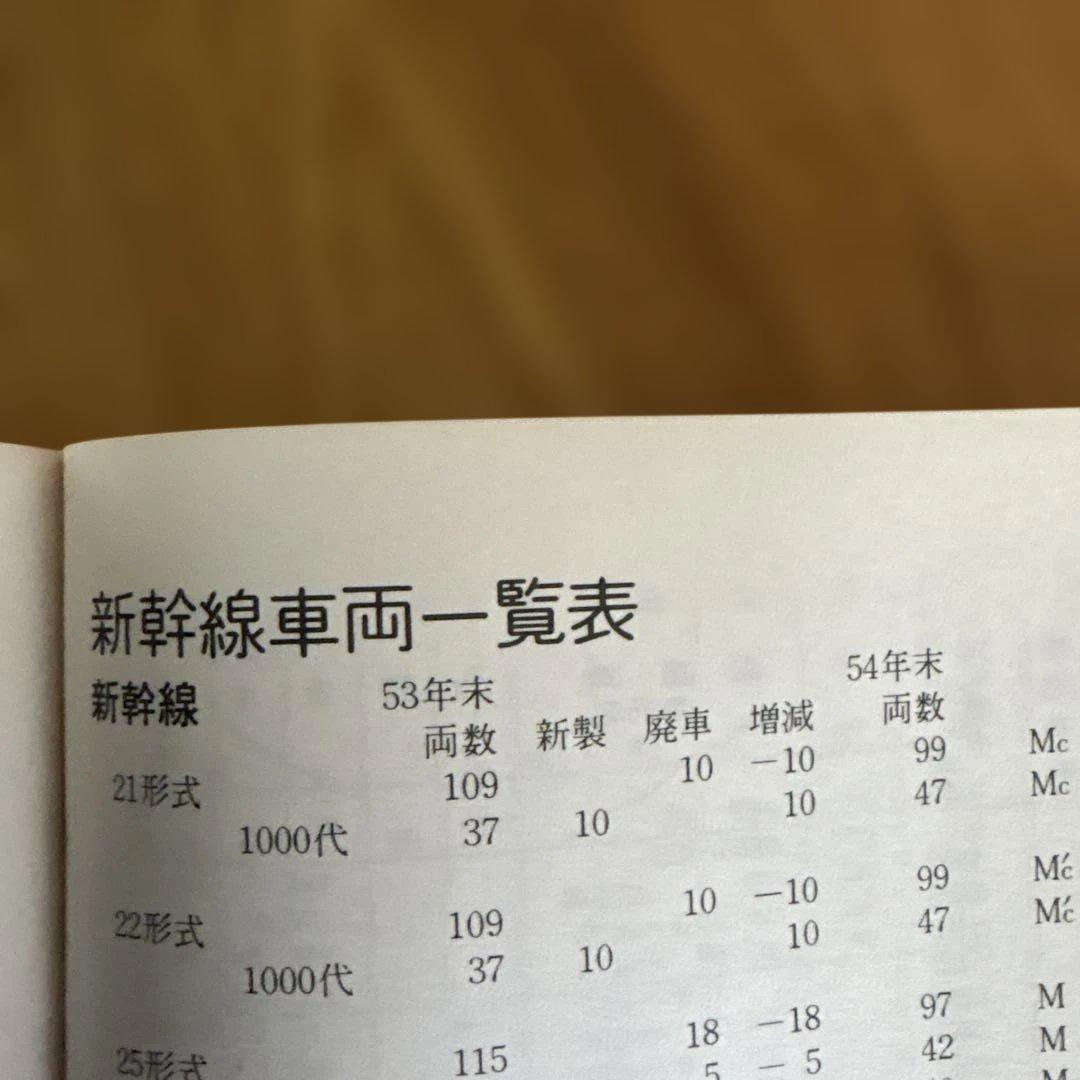 新幹線車両一覧表
新幹線 53年末 54年末
両数 新製 廃車 増減 両数
21形式 109 10 －10 99 Mc
1000代 37 10 10 47 Mc
22形式 109 10 －10 99 M′c
1000代 37 10 10 47 M′c
25形式 115 18 －18 97 M
5 － 5 42 M